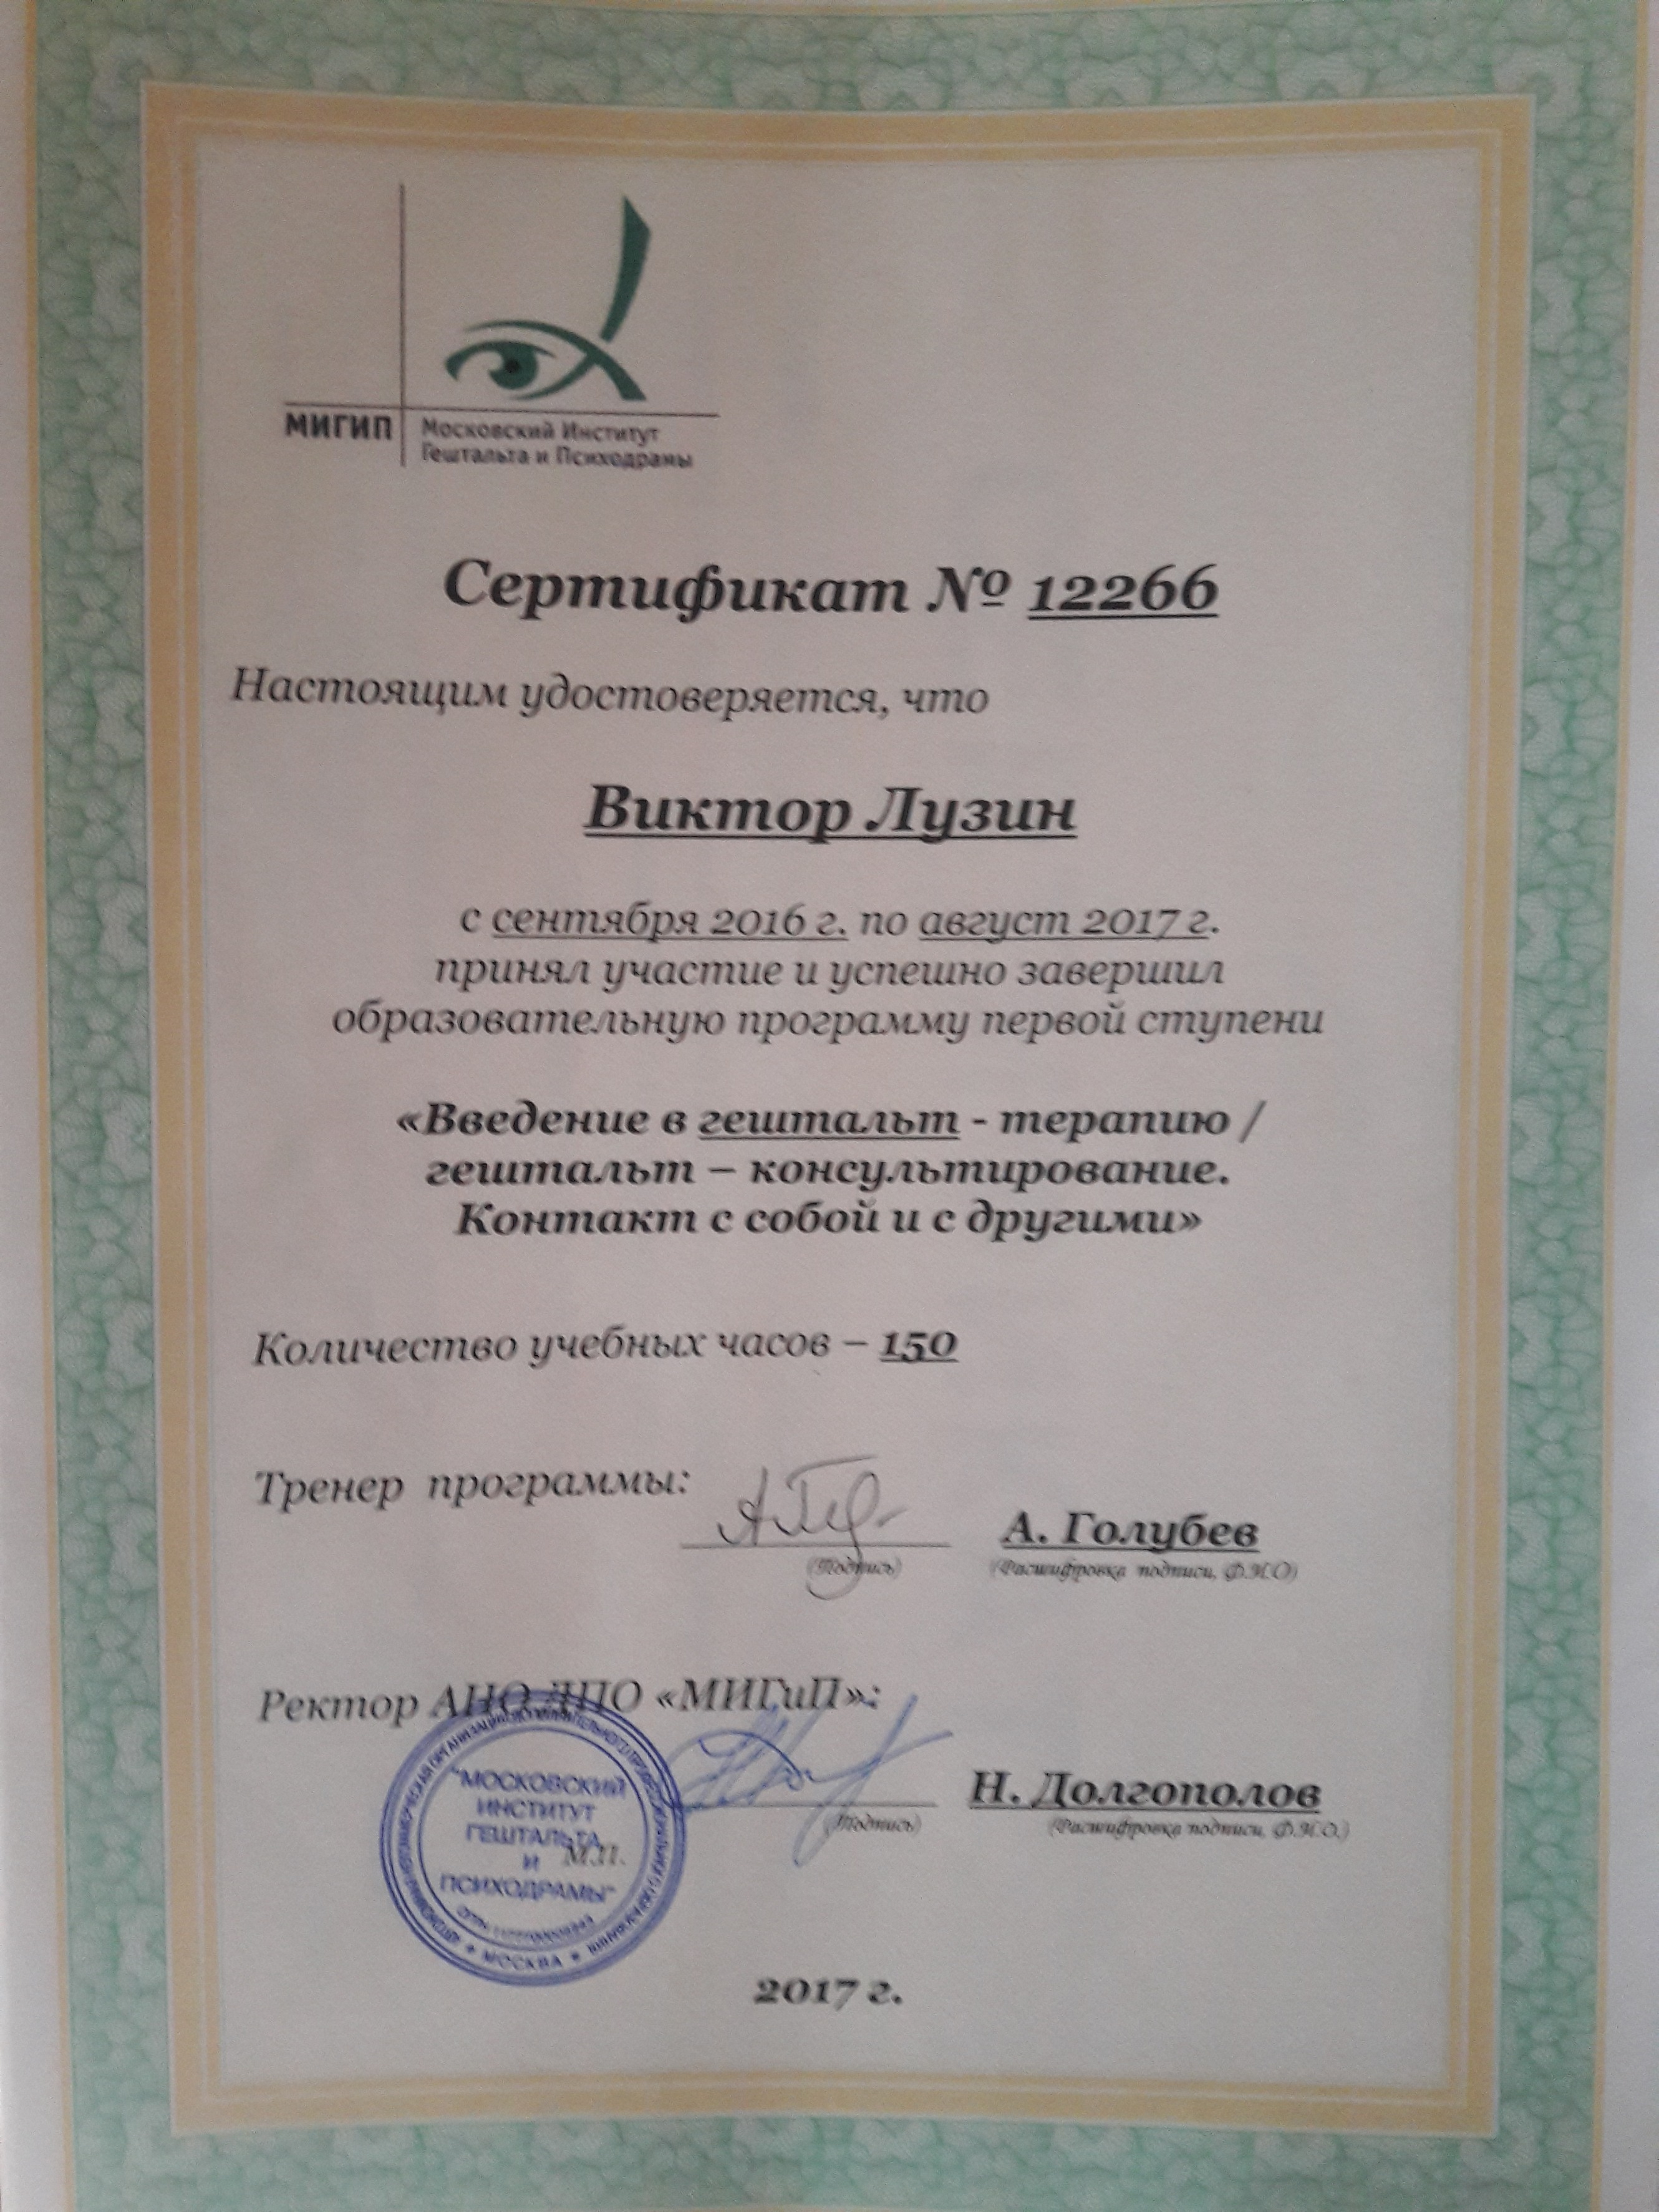 МИГИП
Московский Институт
Гештальта и Психодрамы
Сертификат № 12266
Настоящим удостоверяется, что
Виктор Лузин
с сентября 2016 г. по август 2017 г.
принял участие и успешно завершил
образовательную программу первой ступени
«Введение в гештальт - терапию /
гештальт – консультирование.
Контакт с собой и с другими»
Количество учебных часов – 150
Тренер программы:
А. Голубев
(Подпись)
(Расшифровка подписи, Ф.И.О)
Ректор АНО ДПО «МИГиП»:
Н. Долгополов
(Подпись)
(Расшифровка подписи, Ф.И.О.)
"МОСКОВСКИЙ
ИНСТИТУТ
ГЕШТАЛЬТА
И
ПСИХОДРАМЫ"
М.П.
* МОСКВА *
2017 г.